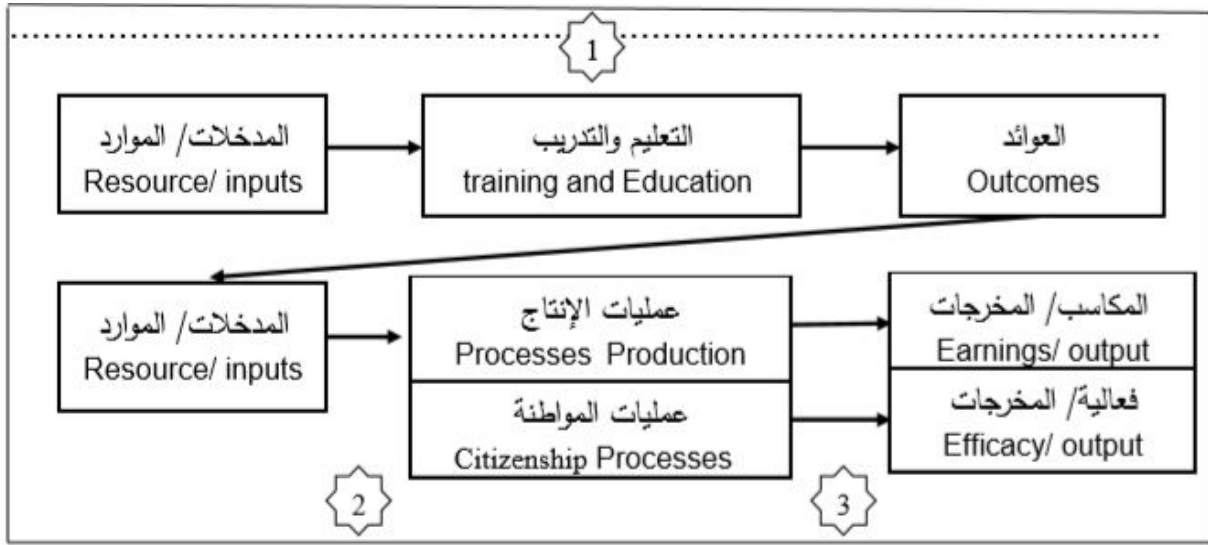 1
المدخلات/ الموارد
Resource/ inputs
التعليم والتدريب
training and Education
العوائد
Outcomes
المدخلات/ الموارد
Resource/ inputs
عمليات الإنتاج
Processes Production
المكاسب/ المخرجات
Earnings/ output
عمليات المواطنة
Citizenship Processes
فعالية/ المخرجات
Efficacy/ output
2
3